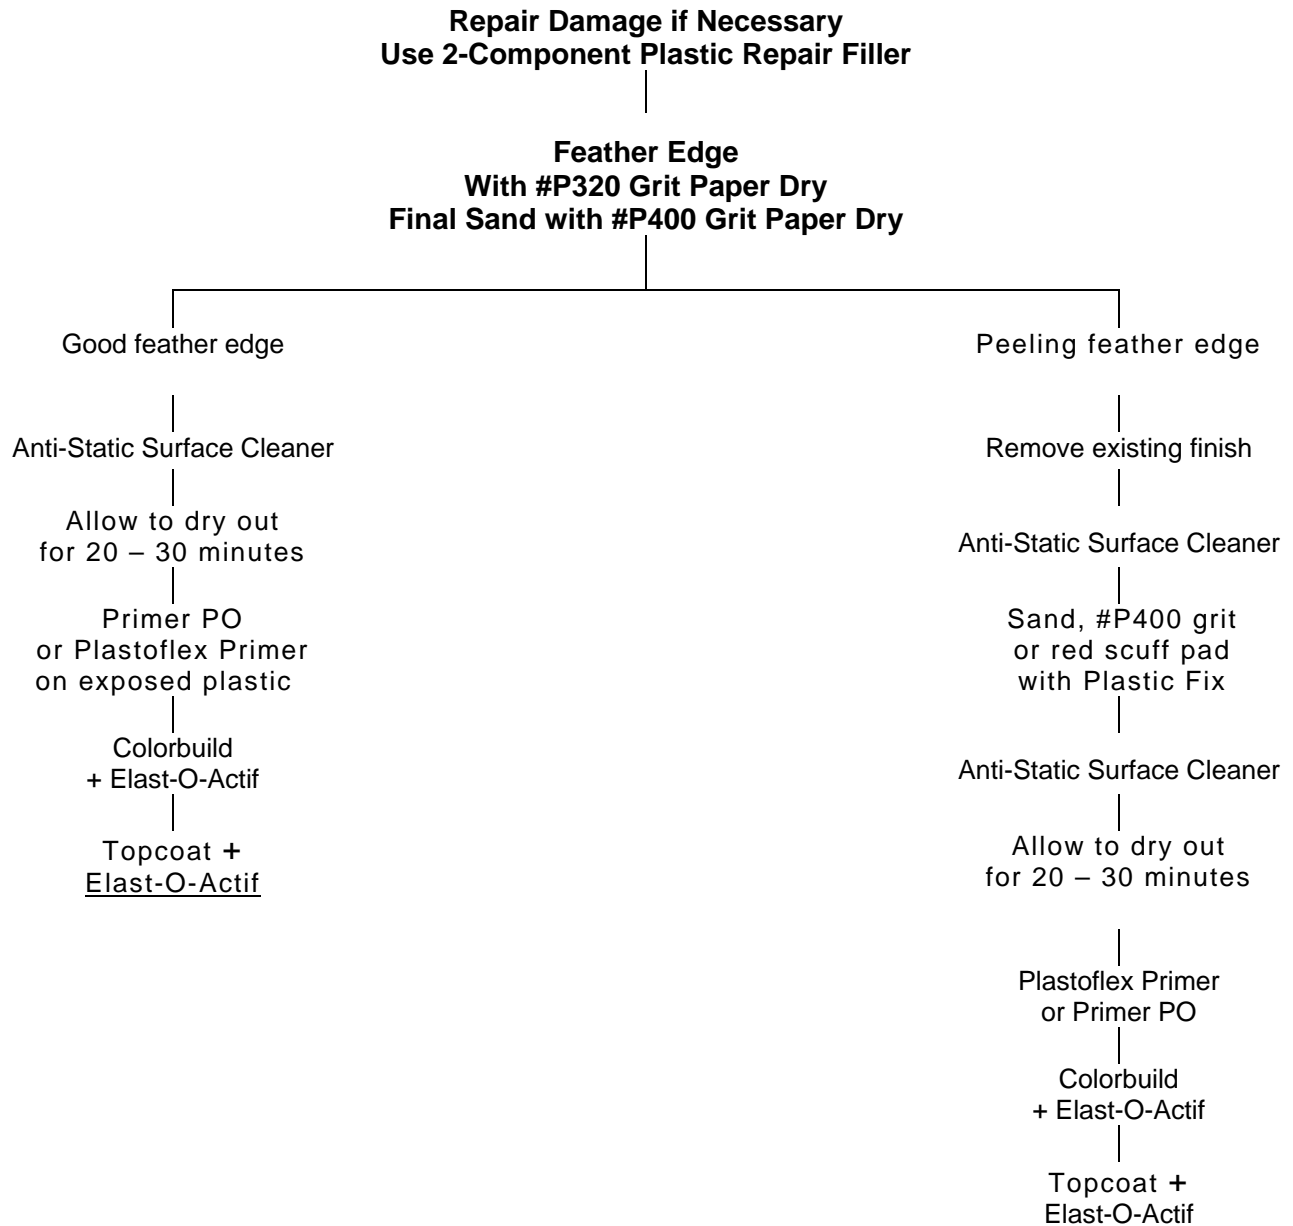 Repair Damage if Necessary
Use 2-Component Plastic Repair Filler
Feather Edge
With #P320 Grit Paper Dry
Final Sand with #P400 Grit Paper Dry
Good feather edge
Anti-Static Surface Cleaner
Allow to dry out
for 20 – 30 minutes
Primer PO
or Plastoflex Primer
on exposed plastic
Colorbuild
+ Elast-O-Actif
Topcoat +
Elast-O-Actif
Peeling feather edge
Remove existing finish
Anti-Static Surface Cleaner
Sand, #P400 grit
or red scuff pad
with Plastic Fix
Anti-Static Surface Cleaner
Allow to dry out
for 20 – 30 minutes
Plastoflex Primer
or Primer PO
Colorbuild
+ Elast-O-Actif
Topcoat +
Elast-O-Actif